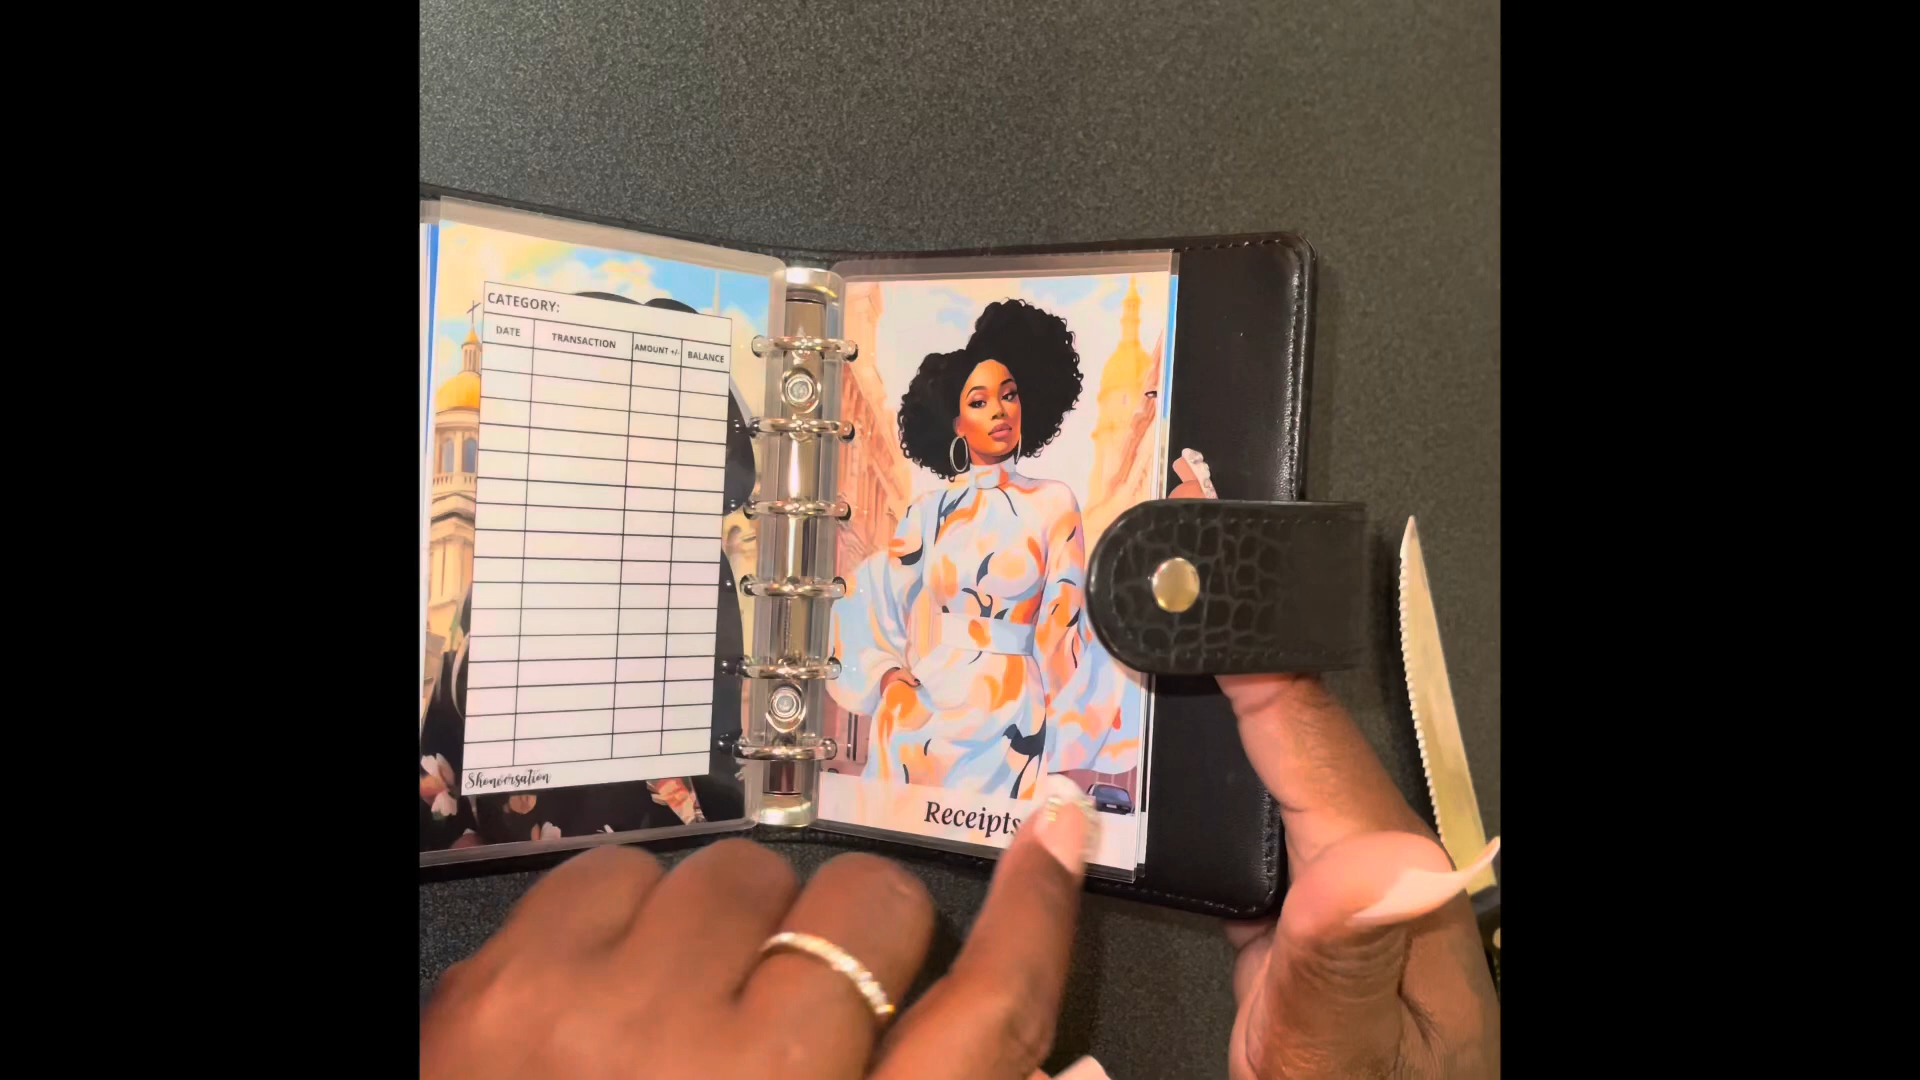 CATEGORY:
DATE TRANSACTION AMOUNT +/- BALANCE
Shonversation
Receipts